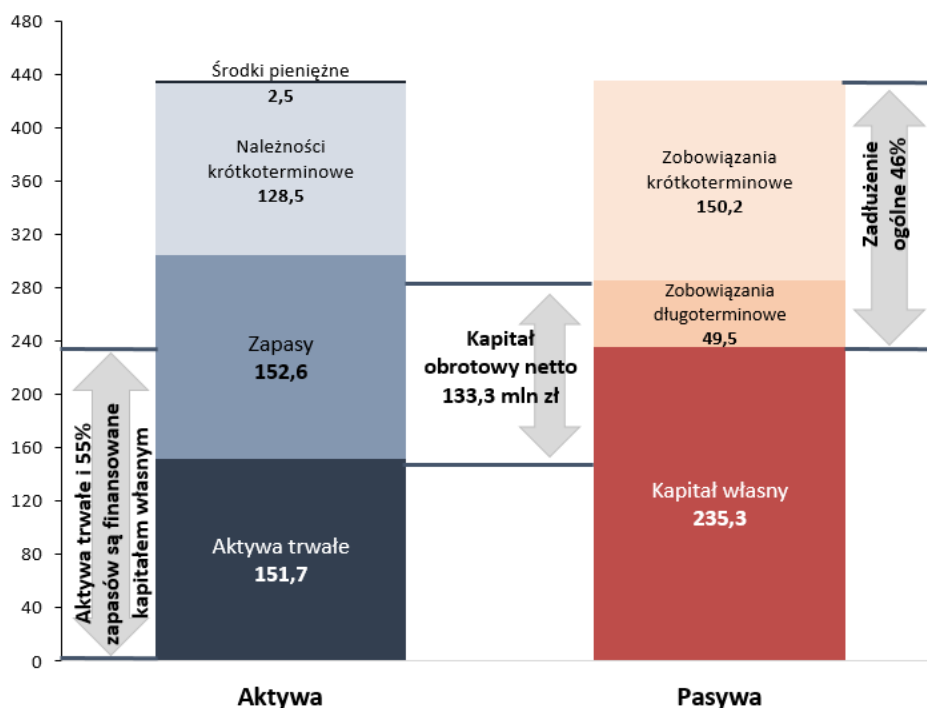 480
440
400
360
320
280
240
200
160
120
80
40
0
Środki pieniężne
2,5
Należności
krótkoterminowe
128,5
Zapasy
152,6
Aktywa trwałe
151,7
Aktywa trwałe i 55%
zapasów są finansowane
kapitałem własnym
Kapitał
obrotowy netto
133,3 mln zł
Zobowiązania
krótkoterminowe
150,2
Zobowiązania
długoterminowe
49,5
Kapitał własny
235,3
Zadłużenie
ogólne 46%
Aktywa
Pasywa